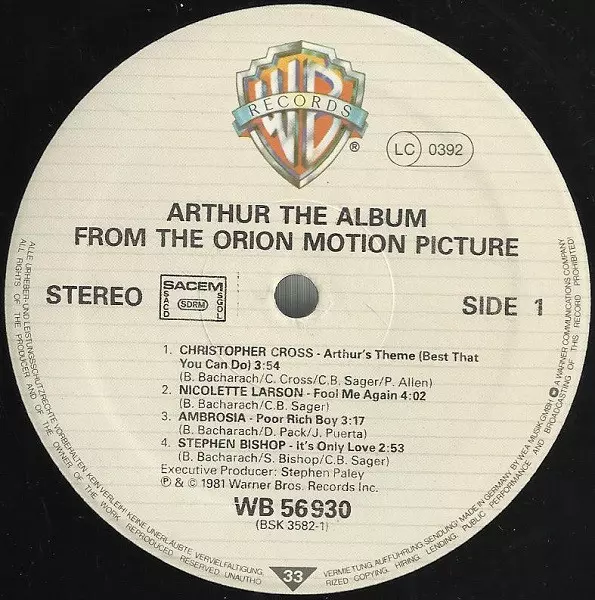 WB
RECORDS
®
LC 0392
ARTHUR THE ALBUM
FROM THE ORION MOTION PICTURE
STEREO
SACEM
SACD
SDRM
SGDL
SIDE 1
1. CHRISTOPHER CROSS - Arthur's Theme (Best That
You Can Do) 3:54
(B. Bacharach/C. Cross/C.B. Sager/P. Allen)
2. NICOLETTE LARSON - Fool Me Again 4:02
(B. Bacharach/C.B. Sager)
3. AMBROSIA - Poor Rich Boy 3:17
(B. Bacharach/D. Pack/J. Puerta)
4. STEPHEN BISHOP - It's Only Love 2:53
(B. Bacharach/S. Bishop/C.B. Sager)
Executive Producer: Stephen Paley
℗ & © 1981 Warner Bros. Records Inc.
WB 56 930
(BSK 3582-1)
33
ALLE URHEBER- UND LEISTUNGSSCHUTZRECHTE VORBEHALTEN. KEIN VERLEIH! KEINE UNERLAUBTE VERVIELFÄLTIGUNG, VERMIETUNG, AUFFÜHRUNG, SENDUNG! MADE IN GERMANY BY WEA MUSIK GMBH. A WARNER COMMUNICATIONS COMPANY
ALL RIGHTS OF THE PRODUCER AND OF THE OWNER OF THE WORK REPRODUCED RESERVED. UNAUTHORIZED COPYING, HIRING, LENDING, PUBLIC PERFORMANCE AND BROADCASTING OF THIS RECORD PROHIBITED!